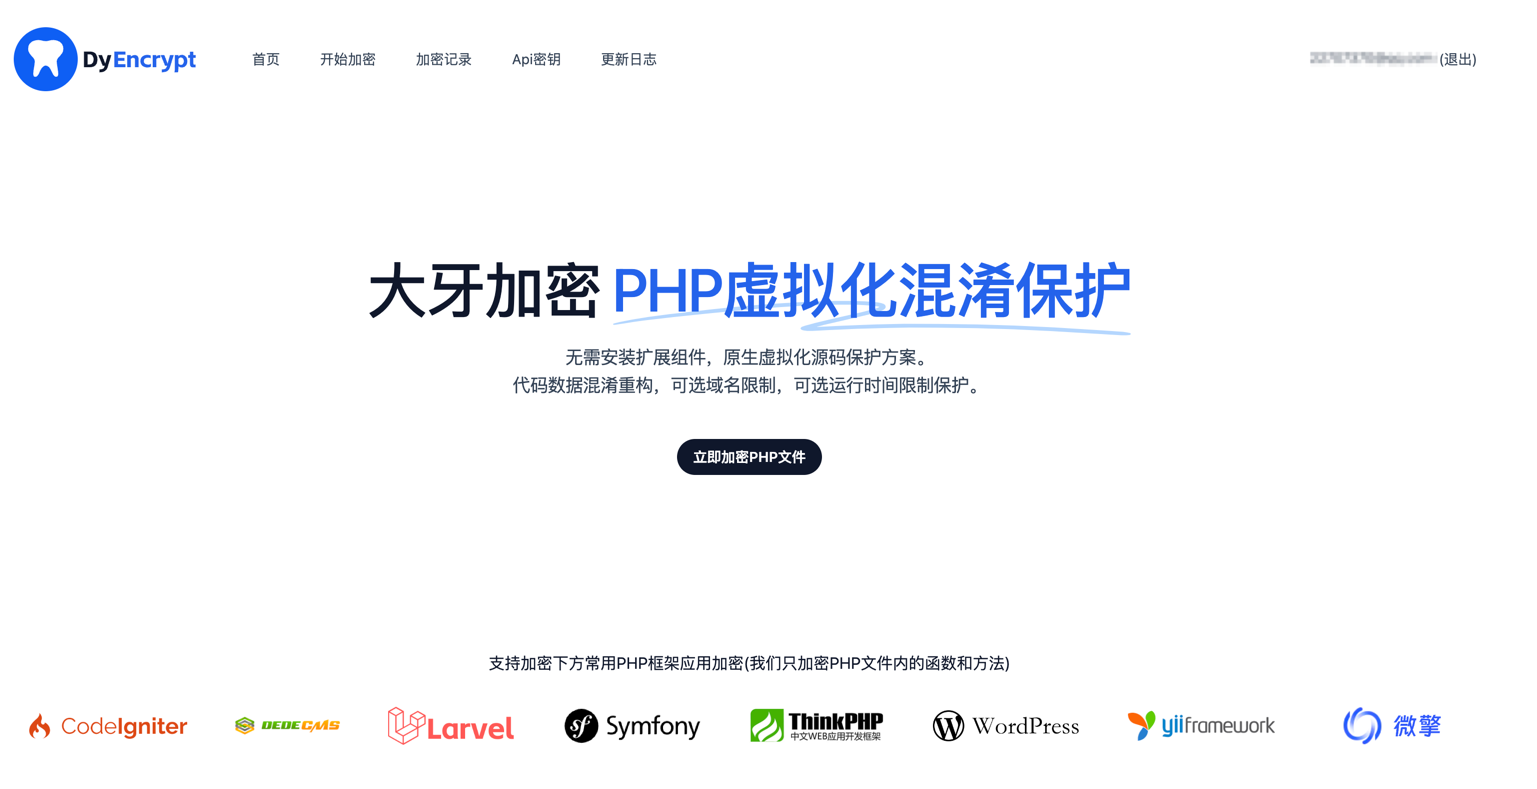 DyEncrypt
首页 开始加密 加密记录 Api密钥 更新日志
(退出)
大牙加密 PHP虚拟化混淆保护
无需安装扩展组件，原生虚拟化源码保护方案。
代码数据混淆重构，可选域名限制，可选运行时间限制保护。
立即加密PHP文件
支持加密下方常用PHP框架应用加密(我们只加密PHP文件内的函数和方法)
CodeIgniter
DEDECMS
Larvel
sf Symfony
ThinkPHP
中文WEB应用开发框架
WordPress
yiiframework
微擎